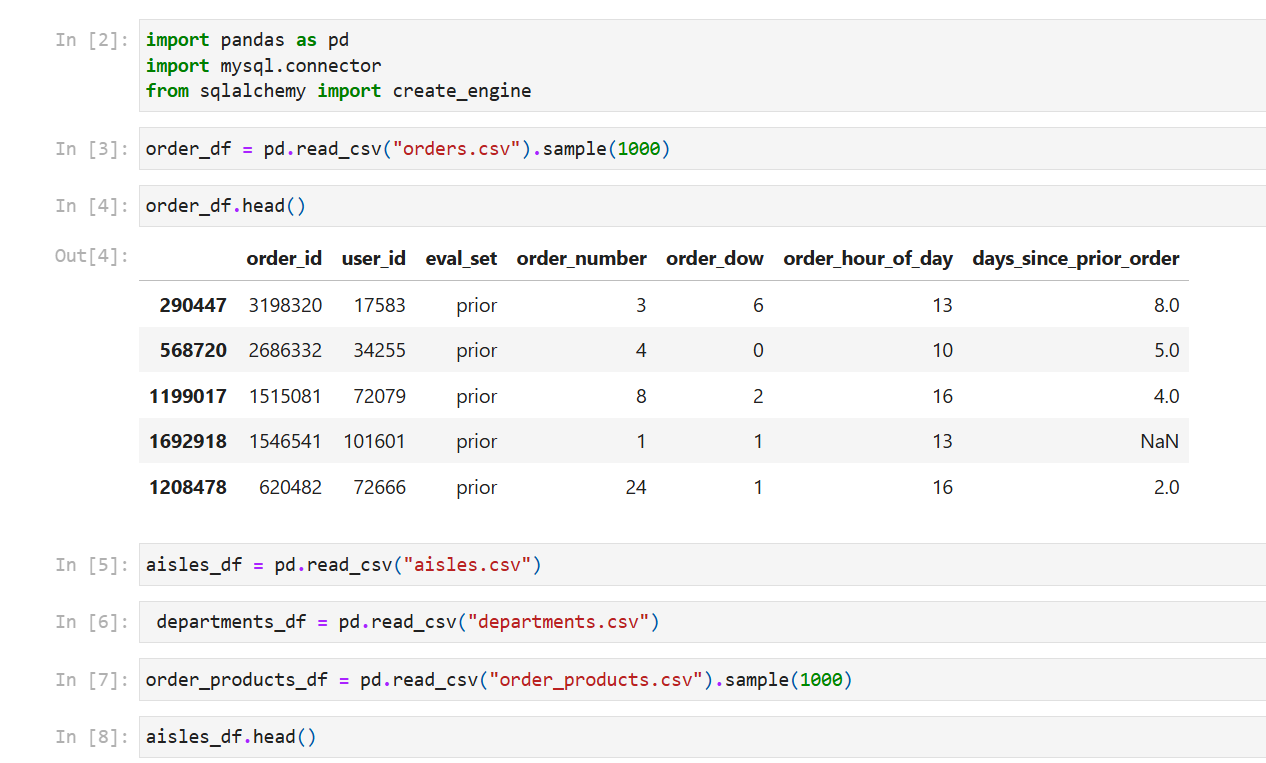 In [2]: import pandas as pd
import mysql.connector
from sqlalchemy import create_engine
In [3]: order_df = pd.read_csv("orders.csv").sample(1000)
In [4]: order_df.head()
Out[4]:
order_id user_id eval_set order_number order_dow order_hour_of_day days_since_prior_order
290447 3198320 17583 prior 3 6 13 8.0
568720 2686332 34255 prior 4 0 10 5.0
1199017 1515081 72079 prior 8 2 16 4.0
1692918 1546541 101601 prior 1 1 13 NaN
1208478 620482 72666 prior 24 1 16 2.0
In [5]: aisles_df = pd.read_csv("aisles.csv")
In [6]: departments_df = pd.read_csv("departments.csv")
In [7]: order_products_df = pd.read_csv("order_products.csv").sample(1000)
In [8]: aisles_df.head()